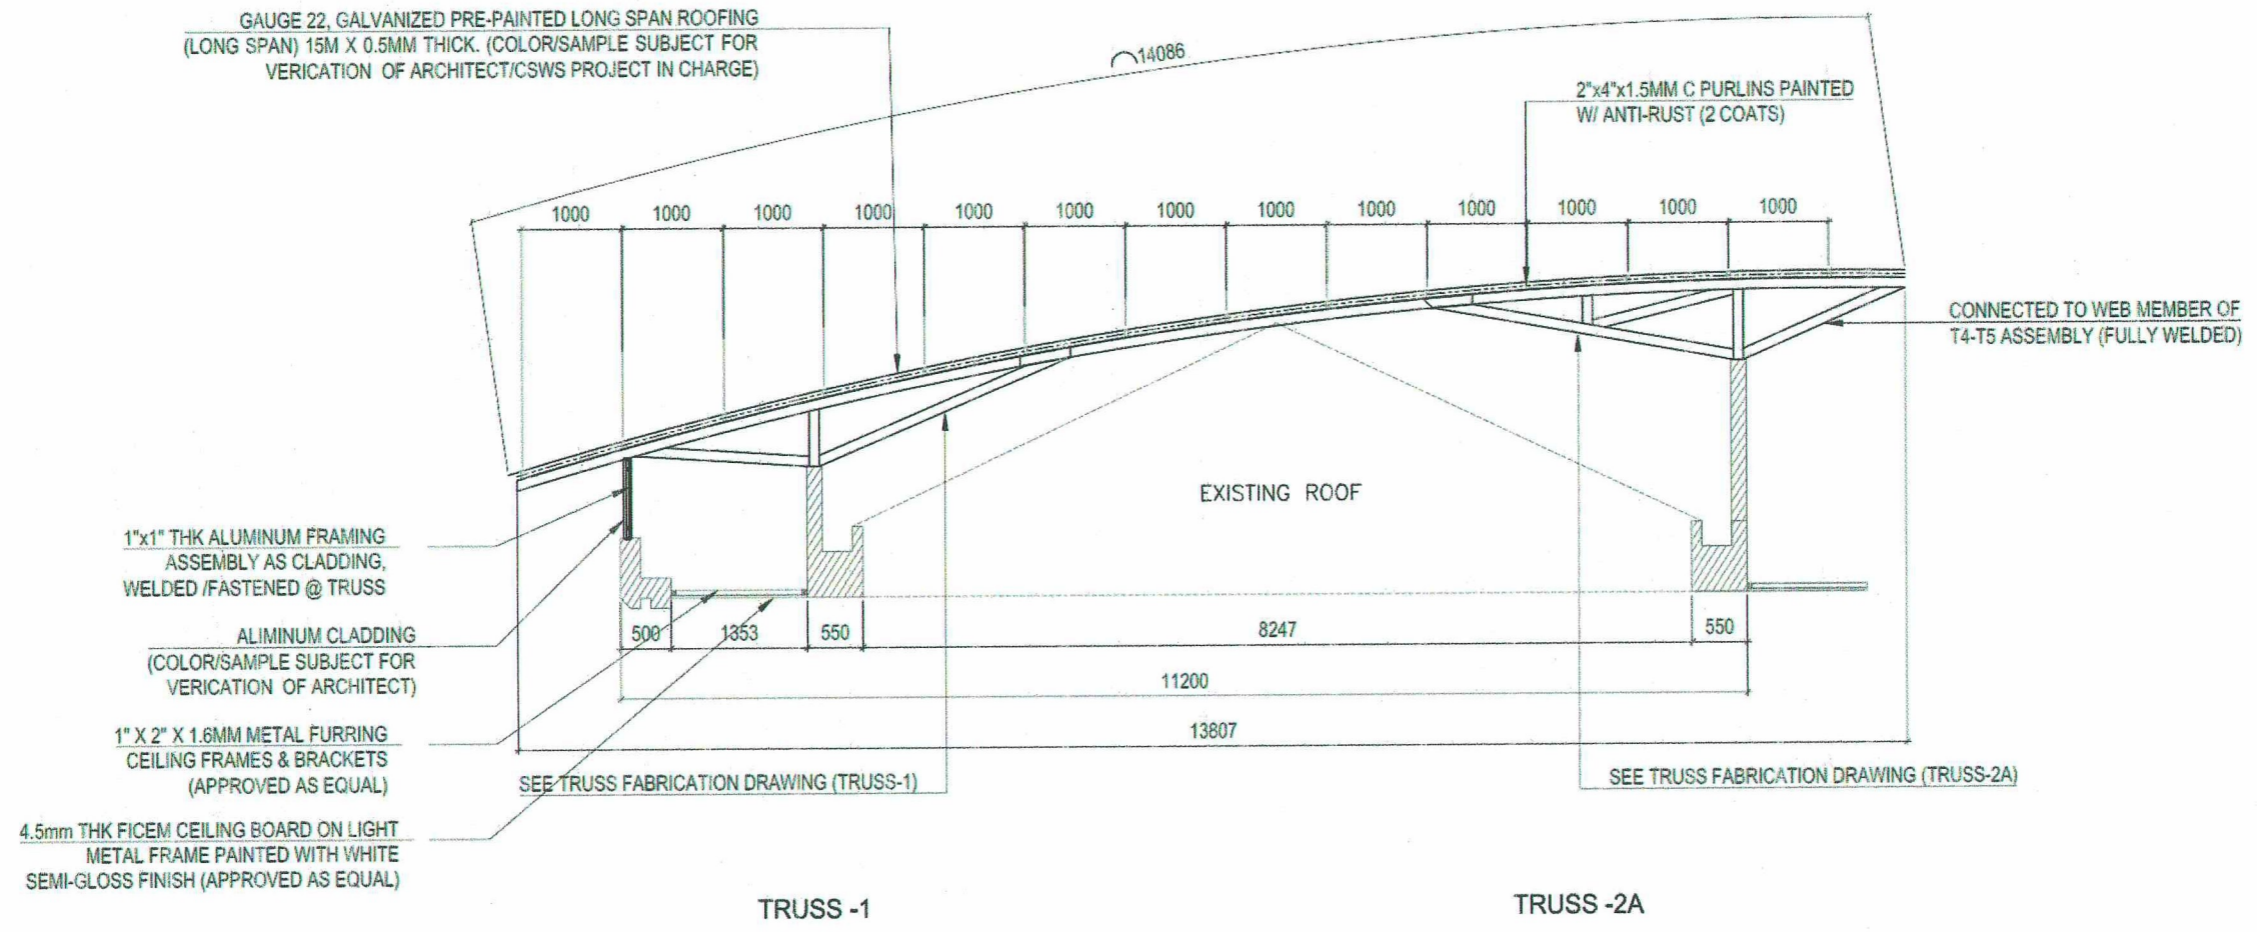 GAUGE 22, GALVANIZED PRE-PAINTED LONG SPAN ROOFING
(LONG SPAN) 15M X 0.5MM THICK. (COLOR/SAMPLE SUBJECT FOR
VERICATION OF ARCHITECT/CSWS PROJECT IN CHARGE)
14086
2"x4"x1.5MM C PURLINS PAINTED
W/ ANTI-RUST (2 COATS)
1000 1000 1000 1000 1000 1000 1000 1000 1000 1000 1000 1000 1000
CONNECTED TO WEB MEMBER OF
T4-T5 ASSEMBLY (FULLY WELDED)
EXISTING ROOF
1"x1" THK ALUMINUM FRAMING
ASSEMBLY AS CLADDING,
WELDED /FASTENED @ TRUSS
ALIMINUM CLADDING
(COLOR/SAMPLE SUBJECT FOR
VERICATION OF ARCHITECT)
500 1353 550 8247 550
11200
13807
1" X 2" X 1.6MM METAL FURRING
CEILING FRAMES & BRACKETS
(APPROVED AS EQUAL)
SEE TRUSS FABRICATION DRAWING (TRUSS-1)
SEE TRUSS FABRICATION DRAWING (TRUSS-2A)
4.5mm THK FICEM CEILING BOARD ON LIGHT
METAL FRAME PAINTED WITH WHITE
SEMI-GLOSS FINISH (APPROVED AS EQUAL)
TRUSS -1
TRUSS -2A